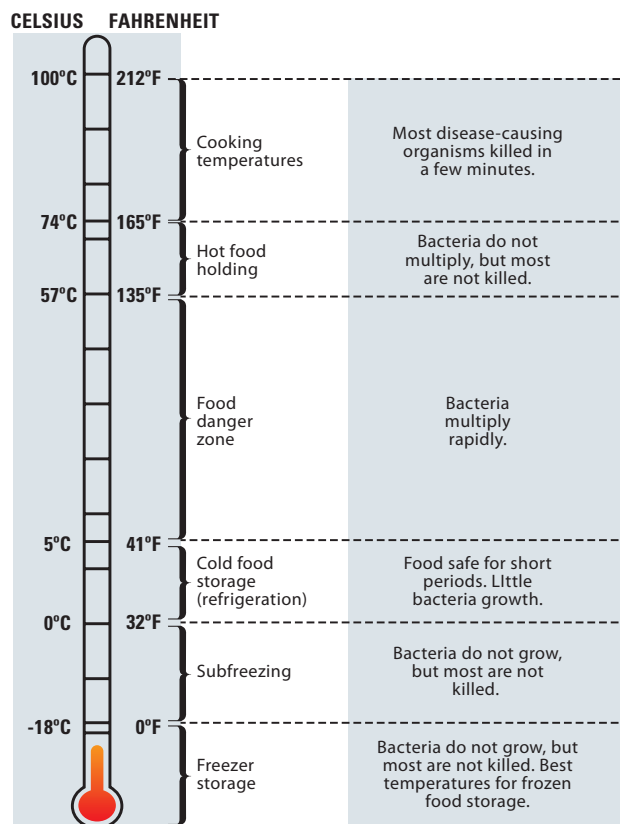 CELSIUS FAHRENHEIT
100°C 212°F
Cooking
temperatures
Most disease-causing
organisms killed in
a few minutes.
74°C 165°F
Hot food
holding
Bacteria do not
multiply, but most
are not killed.
57°C 135°F
Food
danger
zone
Bacteria
multiply
rapidly.
5°C 41°F
Cold food
storage
(refrigeration)
Food safe for short
periods. LIttle
bacteria growth.
0°C 32°F
Subfreezing
Bacteria do not grow,
but most are not
killed.
-18°C 0°F
Freezer
storage
Bacteria do not grow, but
most are not killed. Best
temperatures for frozen
food storage.